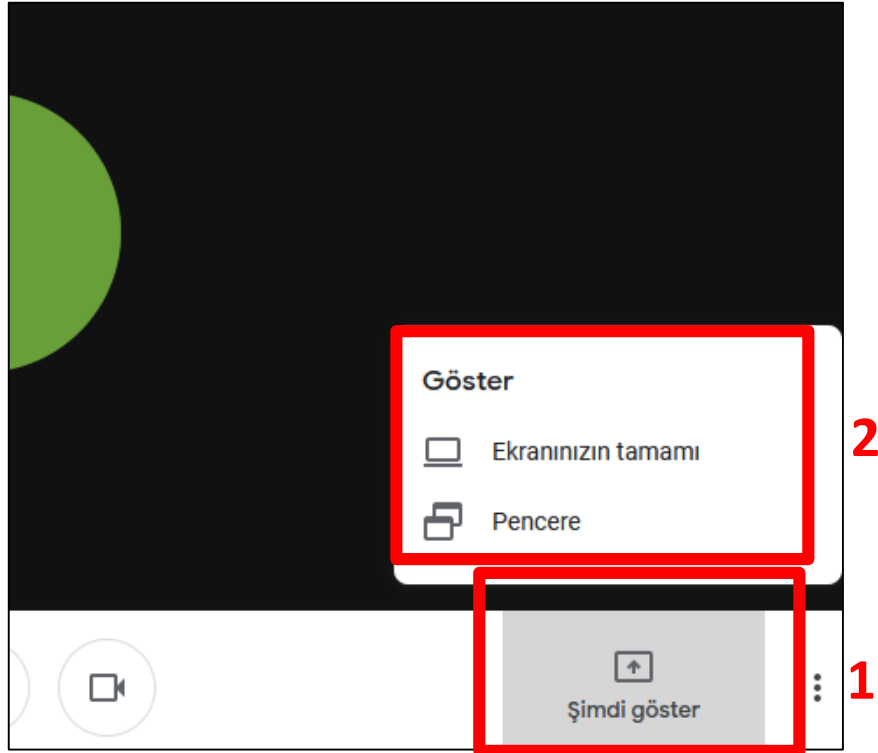 Göster
Ekranınızın tamamı
2
Pencere
Şimdi göster
1